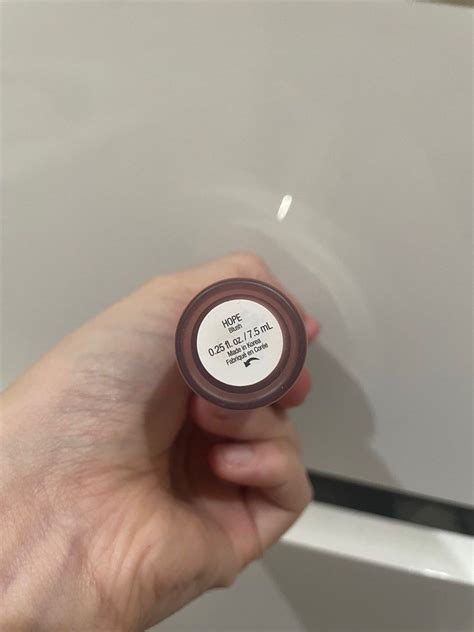 HOPE
Blush
0.25 fl. oz. / 7.5 mL
Made in Korea
Fabriqué en Corée